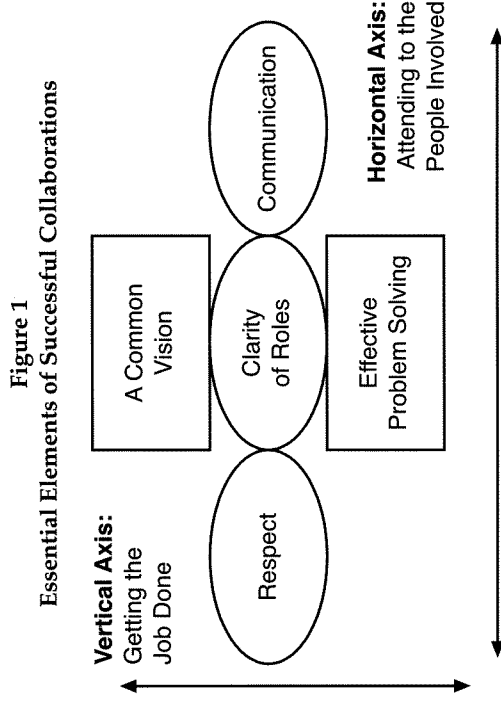 Figure 1
Essential Elements of Successful Collaborations
Vertical Axis:
Getting the
Job Done
A Common
Vision
Respect
Clarity
of Roles
Communication
Effective
Problem Solving
Horizontal Axis:
Attending to the
People Involved